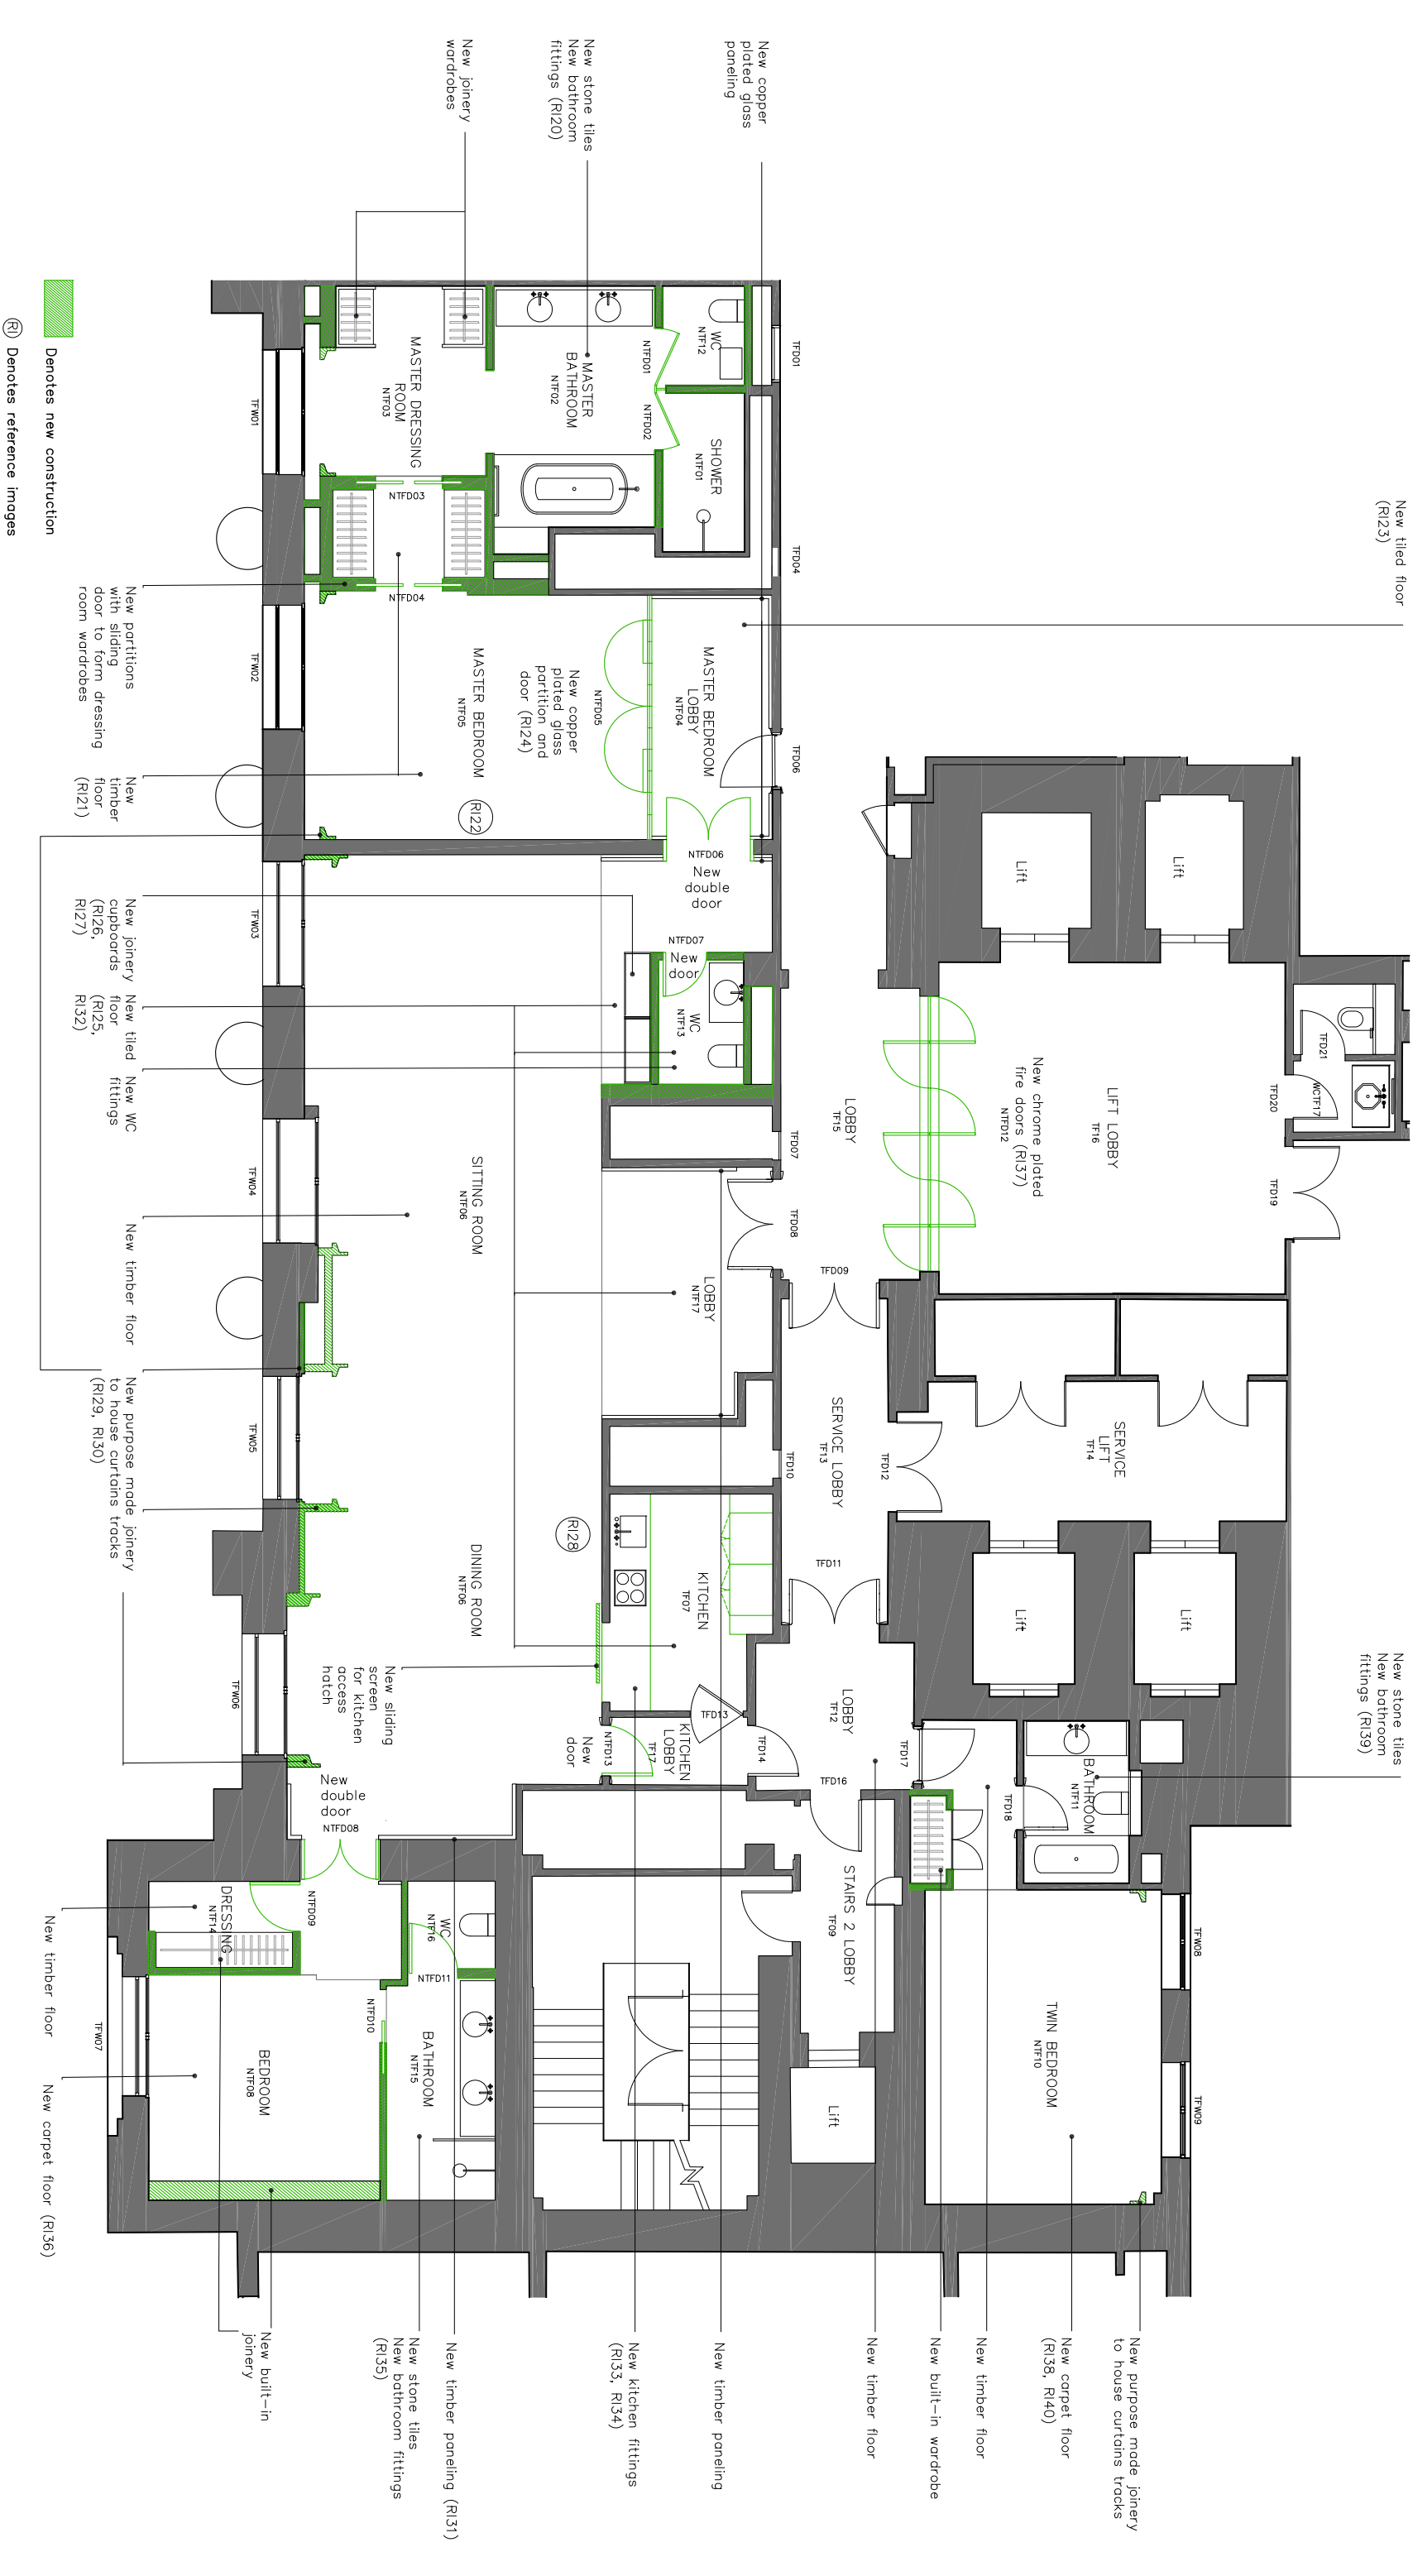 New copper
plated glass
paneling
New stone tiles
New bathroom
fittings (RI20)
New joinery
wardrobes
New tiled floor
(RI23)
New stone tiles
New bathroom
fittings (RI39)
Denotes new construction
RI Denotes reference images
TFD01
WC
NTF12
NTFD01
NTFD02
MASTER
BATHROOM
NTF02
MASTER DRESSING
ROOM
NTF03
SHOWER
NTF01
NTFD03
NTFD04
TFD04
TFW01
TFW02
New partitions
with sliding
door to form dressing
room wardrobes
MASTER BEDROOM
LOBBY
NTF04
NTFD05
New copper
plated glass
partition and
door (RI24)
MASTER BEDROOM
NTF05
RI22
TFD06
NTFD06
New
double
door
NTFD07
New
door
WC
NTF13
New
timber
floor
(RI21)
New joinery
cupboards
(RI26,
RI27)
New tiled
floor
(RI25,
RI32)
New WC
fittings
TFW03
TFW04
TFW05
TFW06
New timber floor
New purpose made joinery
to house curtains tracks
(RI29, RI30)
SITTING ROOM
NTF06
DINING ROOM
NTF06
TFD07
TFD08
LOBBY
NTF17
TFD09
LOBBY
TF15
Lift
Lift
LIFT LOBBY
TF16
New chrome plated
fire doors (RI37)
NTFD12
TFD21
WCTF17
TFD20
TFD19
SERVICE
LIFT
TF14
SERVICE LOBBY
TF13
TFD12
TFD10
TFD11
Lift
Lift
RI28
KITCHEN
TF07
New sliding
screen
for kitchen
access
hatch
TFD13
KITCHEN
LOBBY
TF17
NTFD13
New
door
TFD14
LOBBY
TF12
TFD17
TFD16
TFD18
BATHROOM
NTF11
STAIRS 2 LOBBY
TF09
Lift
TWIN BEDROOM
NTF10
TFW08
TFW09
New
double
door
NTFD08
NTFD09
DRESSING
NTF14
WC
NTF16
NTFD11
NTFD10
BATHROOM
NTF15
BEDROOM
NTF08
TFW07
New timber floor
New carpet floor (RI36)
New built-in
joinery
New stone tiles
New bathroom fittings
(RI35)
New timber paneling (RI31)
New kitchen fittings
(RI33, RI34)
New timber paneling
New timber floor
New built-in wardrobe
New timber floor
New carpet floor
(RI38, RI40)
New purpose made joinery
to house curtains tracks